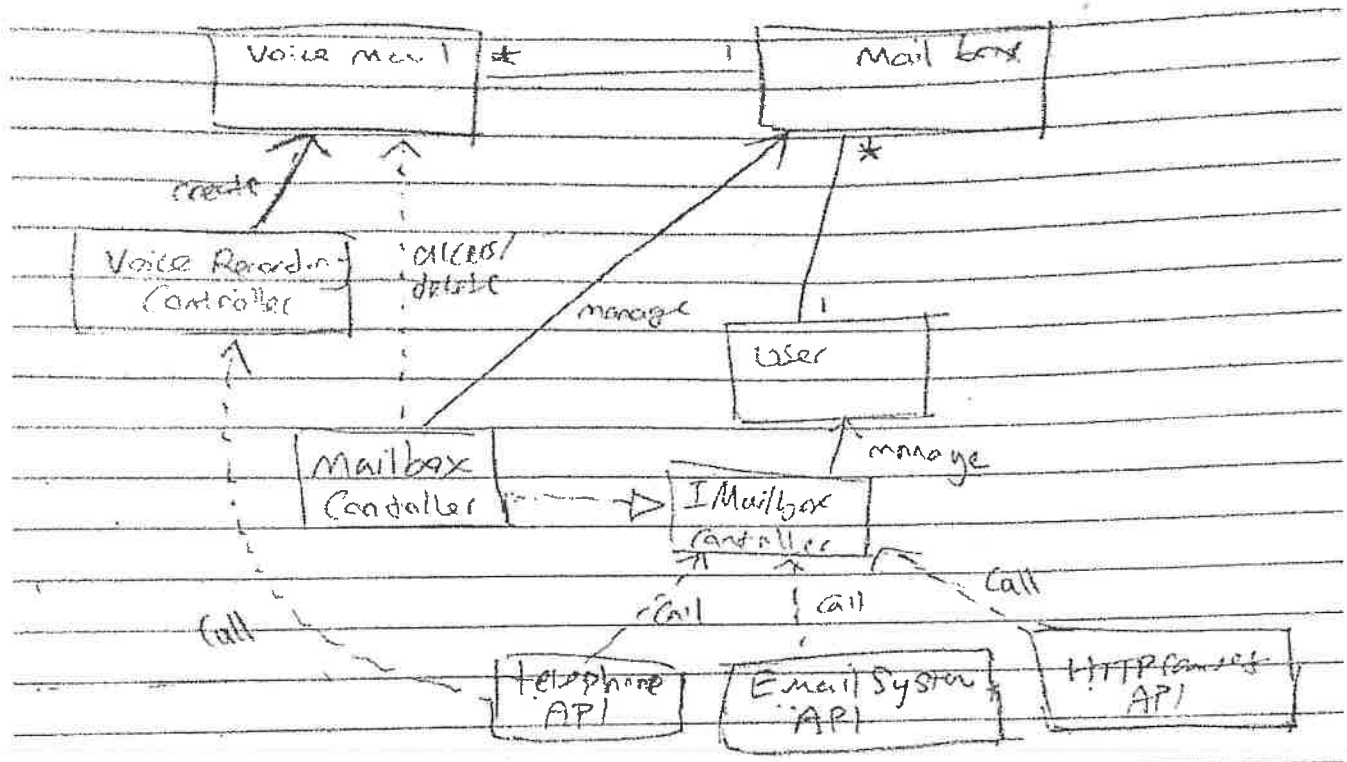 Voice Mail * 1 Mail box
*
create
Voice Recording
Controller
access/
delete
manage
1
User
manage
Mailbox
Controller
IMailbox
Controller
Call
Call
Call
Call
telephone
API
Email System
API
HTTP
API